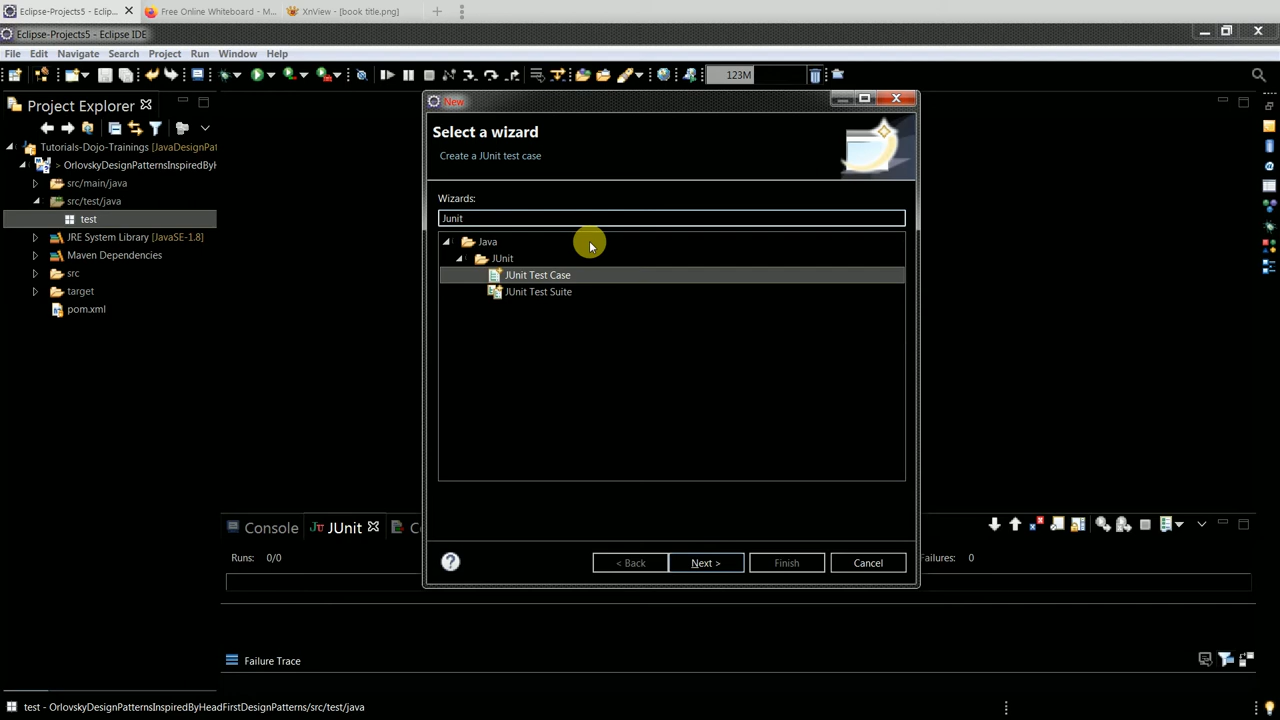 Eclipse-Projects5 - Eclip...
Free Online Whiteboard - M...
XnView - [book title.png]
Eclipse-Projects5 - Eclipse IDE
File Edit Navigate Search Project Run Window Help
123M
Project Explorer
Tutorials-Dojo-Trainings [JavaDesignPat
> OrlovskyDesignPatternsInspiredByH
src/main/java
src/test/java
test
JRE System Library [JavaSE-1.8]
Maven Dependencies
src
target
pom.xml
New
Select a wizard
Create a JUnit test case
Wizards:
Junit
Java
JUnit
JUnit Test Case
JUnit Test Suite
< Back Next > Finish Cancel
Console JUnit C
Runs: 0/0
Failures: 0
Failure Trace
test - OrlovskyDesignPatternsInspiredByHeadFirstDesignPatterns/src/test/java